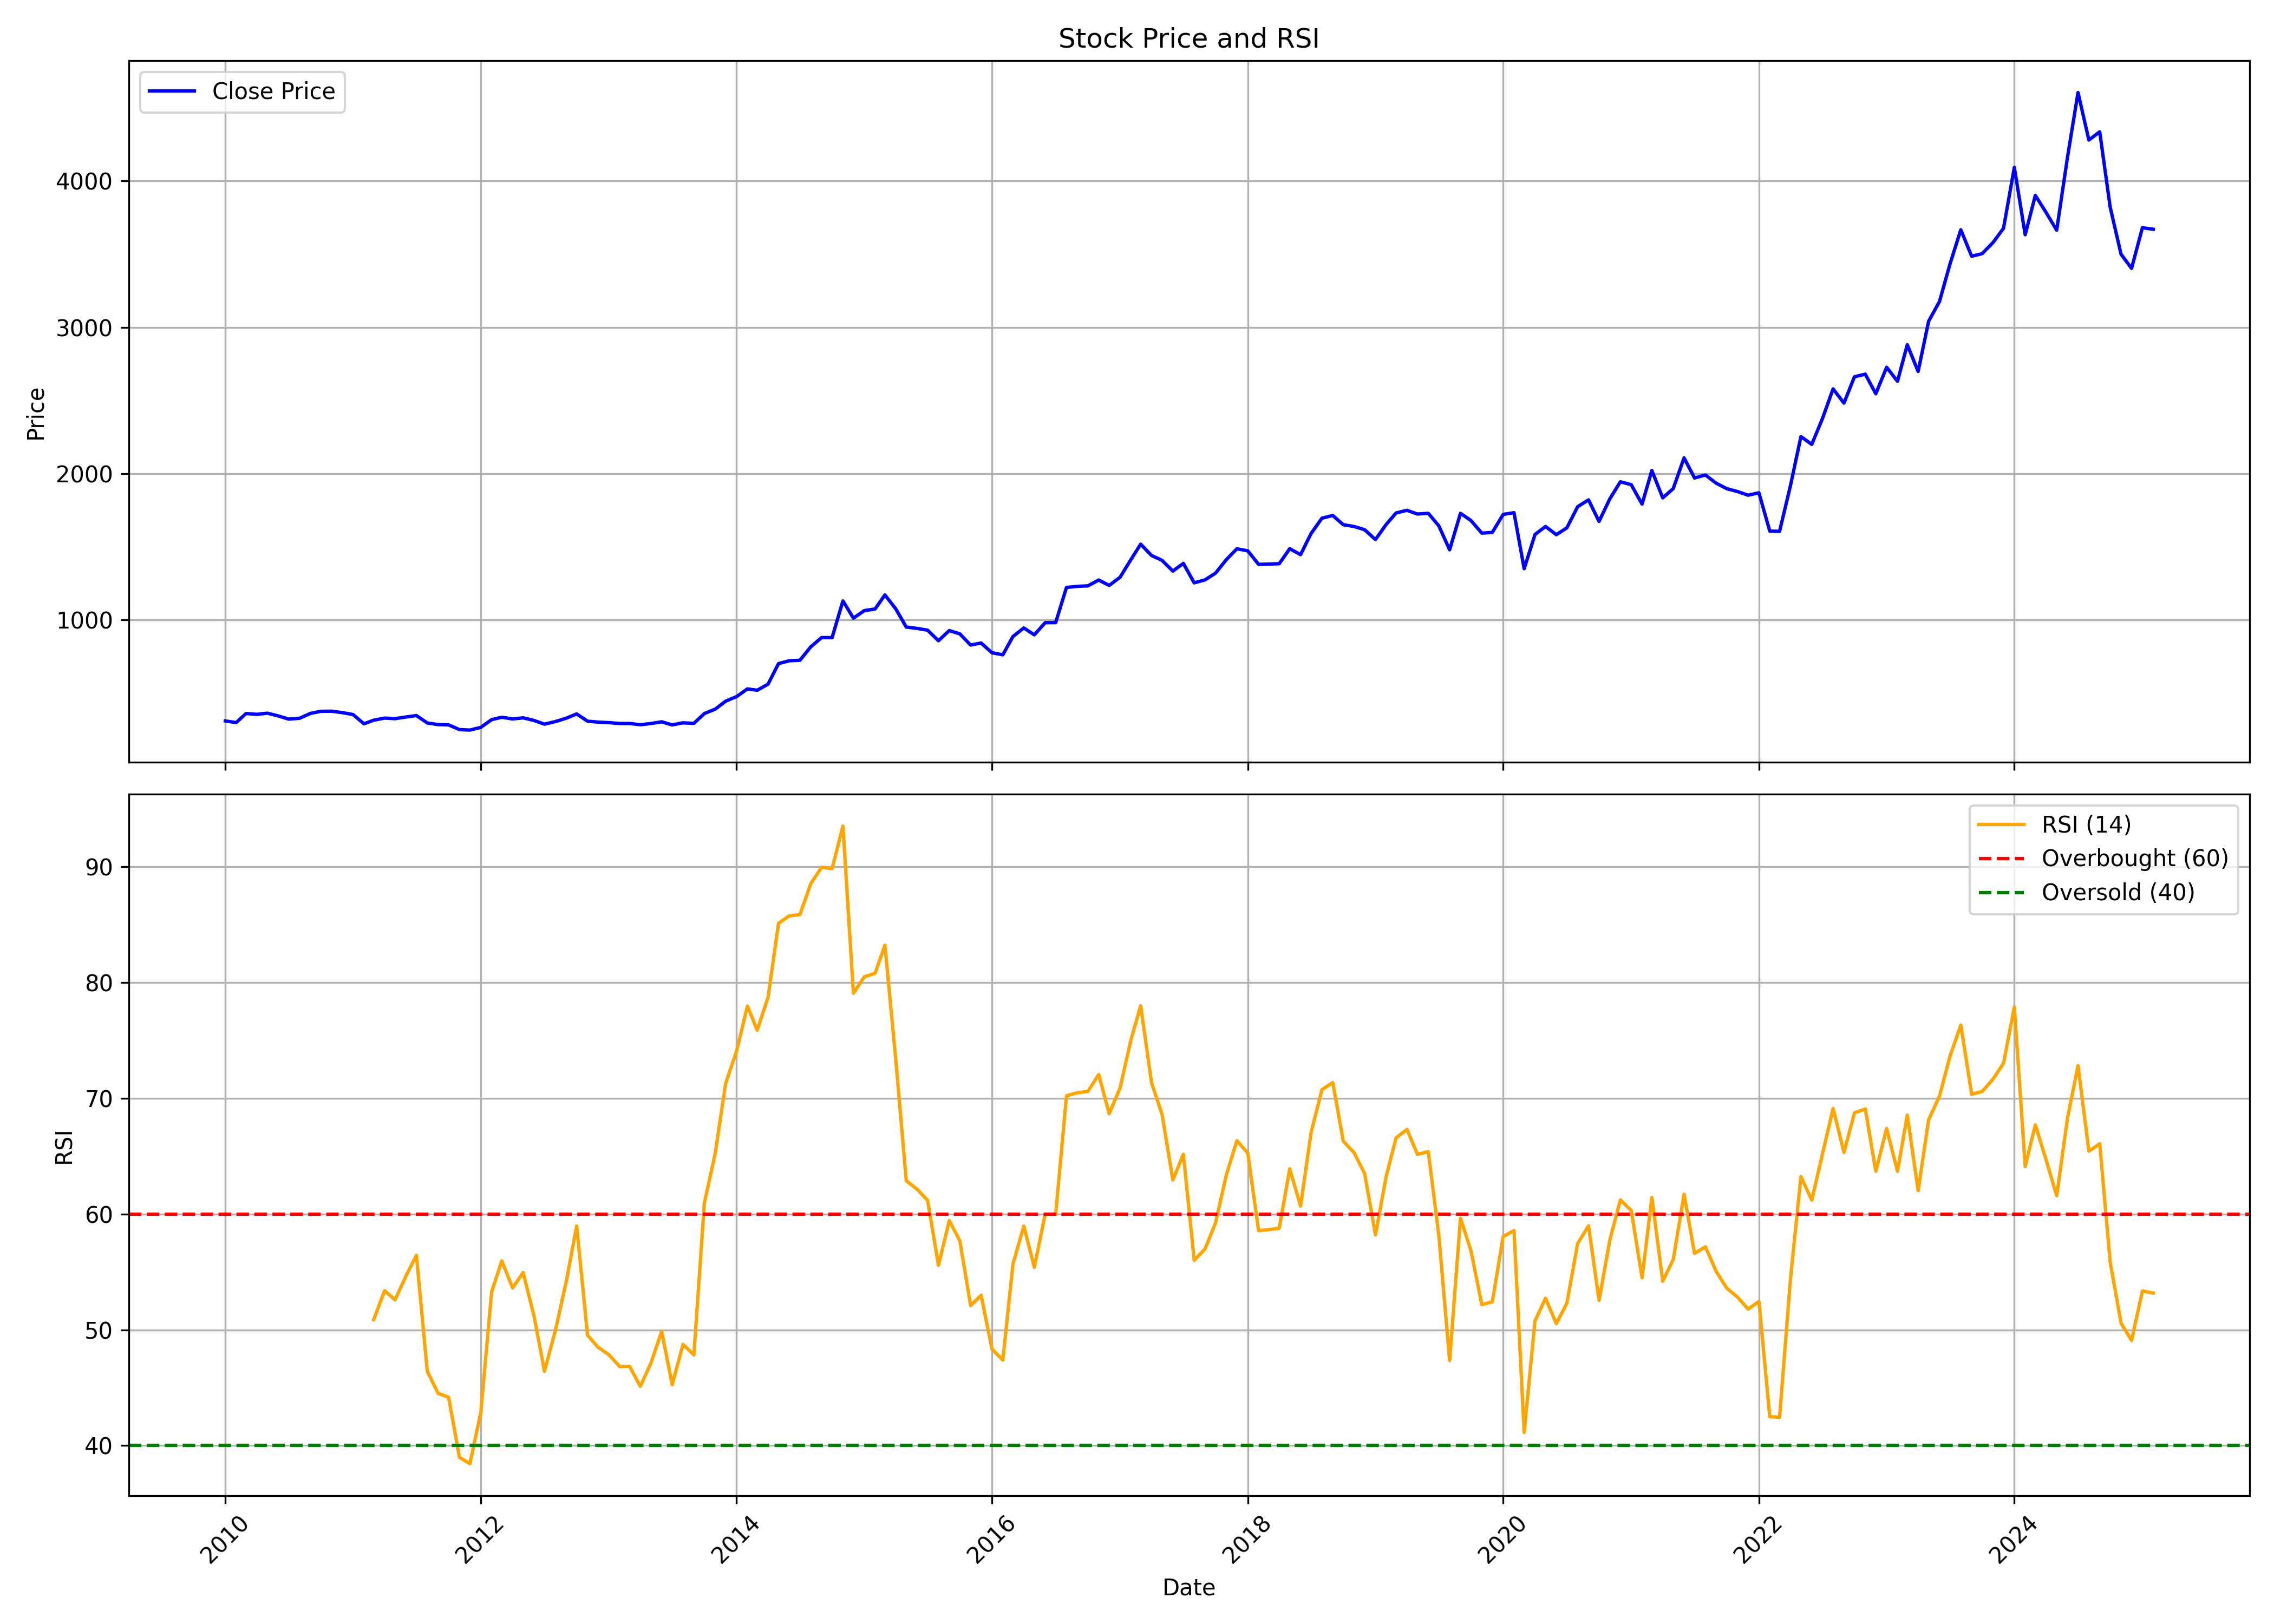 Stock Price and RSI
Close Price
Price
4000
3000
2000
1000
RSI (14)
Overbought (60)
Oversold (40)
RSI
90
80
70
60
50
40
2010
2012
2014
2016
2018
2020
2022
2024
Date